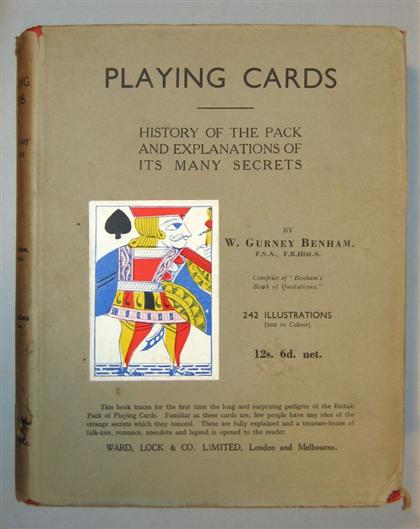 PLAYING CARDS
HISTORY OF THE PACK
AND EXPLANATIONS OF
ITS MANY SECRETS
BY
W. GURNEY BENHAM,
F.S.A., F.R.Hist.S.
Compiler of "Benham's
Book of Quotations."
242 ILLUSTRATIONS
(102 in Colour).
12s. 6d. net.
This book traces for the first time the long and surprising pedigree of the British
Pack of Playing Cards. Familiar as these cards are, few people have any idea of the
strange secrets which they conceal. These are fully explained and a treasure-house of
folk-lore, romance, anecdote and legend is opened to the reader.
WARD, LOCK & CO. LIMITED, London and Melbourne.